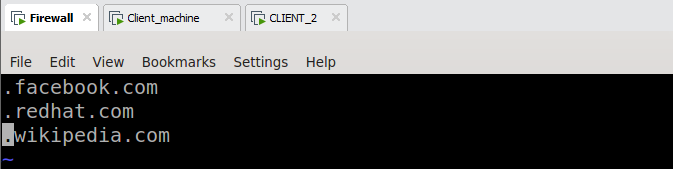 Firewall Client_machine CLIENT_2
File Edit View Bookmarks Settings Help
.facebook.com
.redhat.com
.wikipedia.com
~